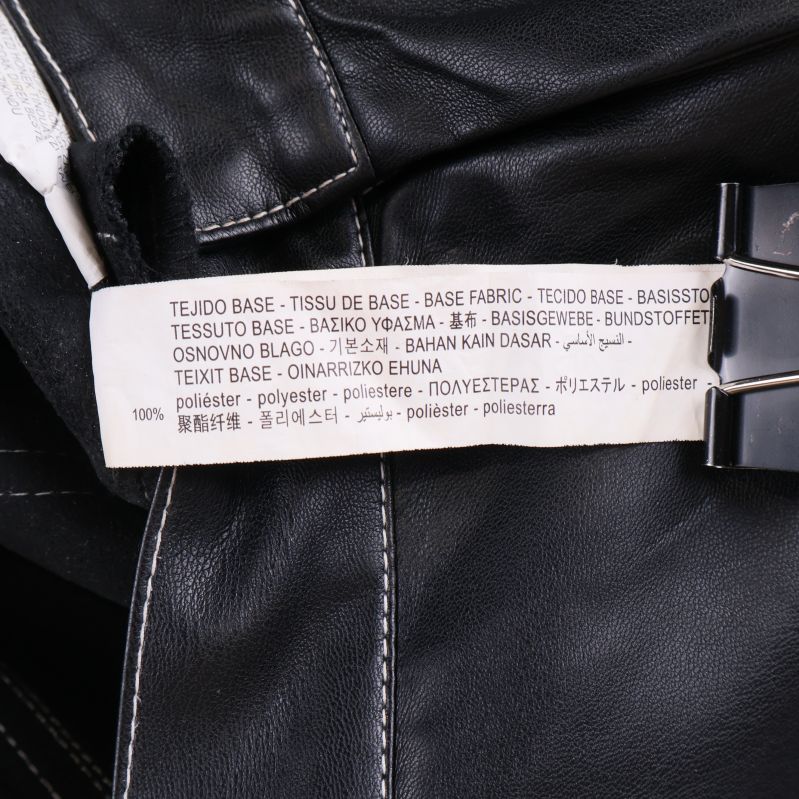 TEJIDO BASE - TISSU DE BASE - BASE FABRIC - TECIDO BASE - BASISSTO
TESSUTO BASE - ΒΑΣΙΚΟ ΥΦΑΣΜΑ - 基布 - BASISGEWEBE - BUNDSTOFFET
OSNOVNO BLAGO - 기본소재 - BAHAN KAIN DASAR - النسيج الأساسي -
TEIXIT BASE - OINARRIZKO EHUNA
100% poliéster - polyester - poliestere - ΠΟΛΥΕΣΤΕΡΑΣ - ポリエステル - poliester -
聚酯纤维 - 폴리에스터 - بوليستير - polièster - poliesterra